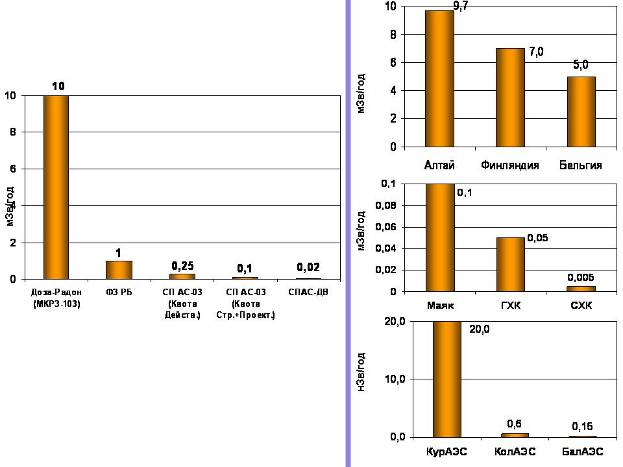 10
10
8
6
4
2
0
мЗв/год
1
0,25
0,1
0,02
Доза-Радон
(МКРЗ-103)
ФЗ РБ
СП АС-03
(Квота
Действ.)
СП АС-03
(Квота
Стр.+Проект.)
СПАС-ДВ
10
8
6
4
2
0
мЗв/год
9,7
7,0
5,0
Алтай Финляндия Бельгия
0,1
0,08
0,06
0,04
0,02
0
мЗв/год
0,1
0,05
0,005
Маяк ГХК СХК
20,0
10,0
0,0
нЗв/год
20,0
0,6
0,15
КурАЭС КолАЭС БалАЭС